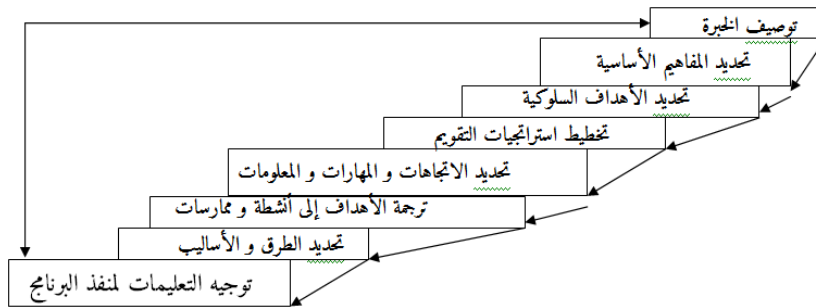 توصيف الخبرة
تحديد المفاهيم الأساسية
تحديد الأهداف السلوكية
تخطيط استراتجيات التقويم
تحديد الاتجاهات و المهارات و المعلومات
ترجمة الأهداف إلى أنشطة و ممارسات
تحديد الطرق و الأساليب
توجيه التعليمات لمنفذ البرنامج